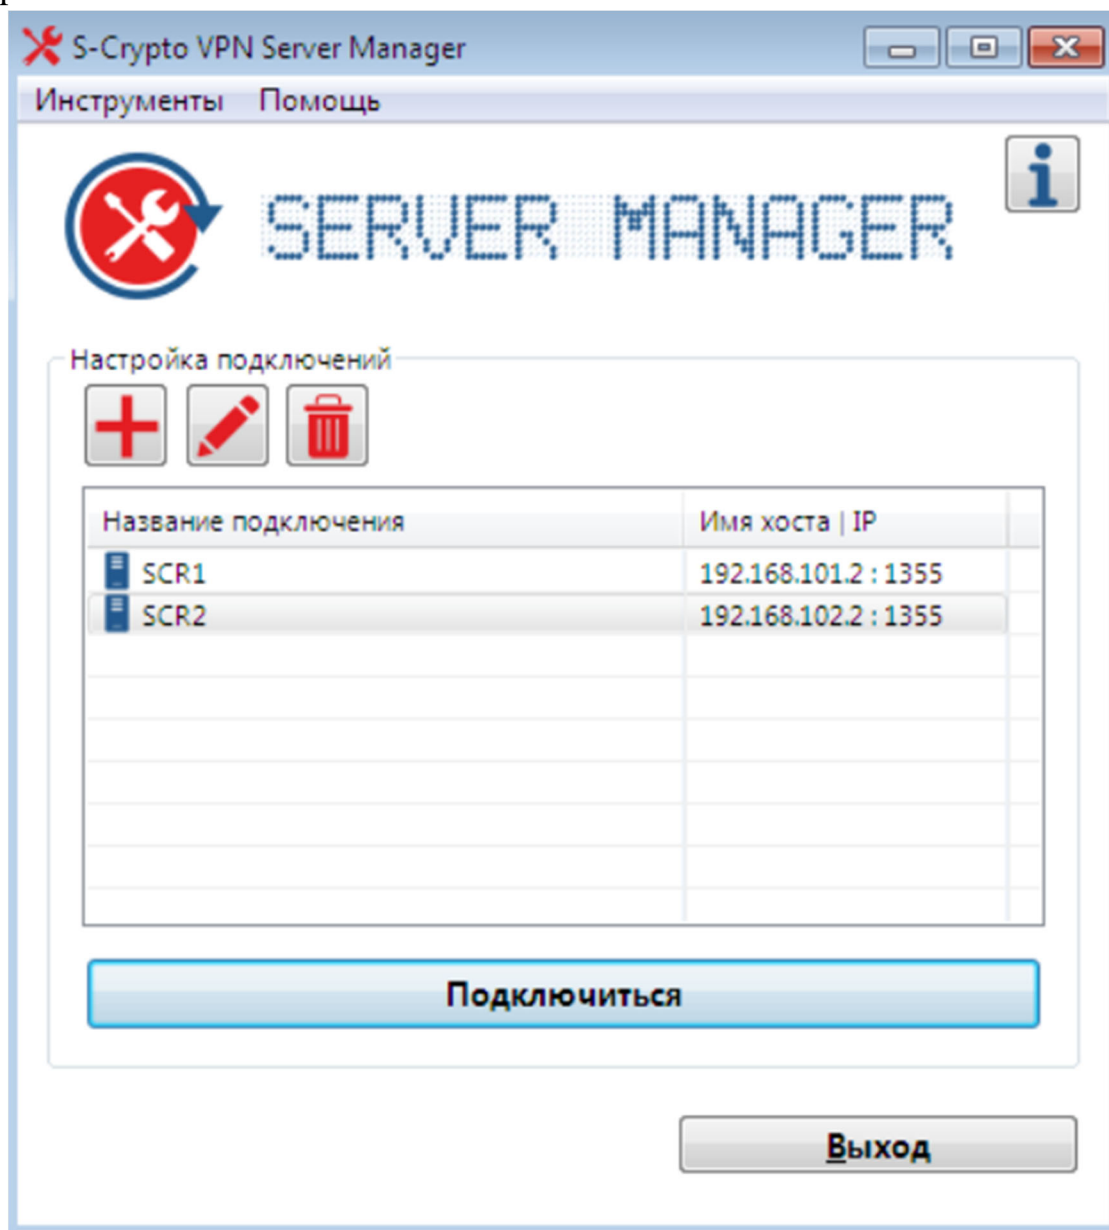 S-Crypto VPN Server Manager
Инструменты Помощь
SERVER MANAGER
Настройка подключений
Название подключения Имя хоста | IP
SCR1 192.168.101.2 : 1355
SCR2 192.168.102.2 : 1355
Подключиться
Выход